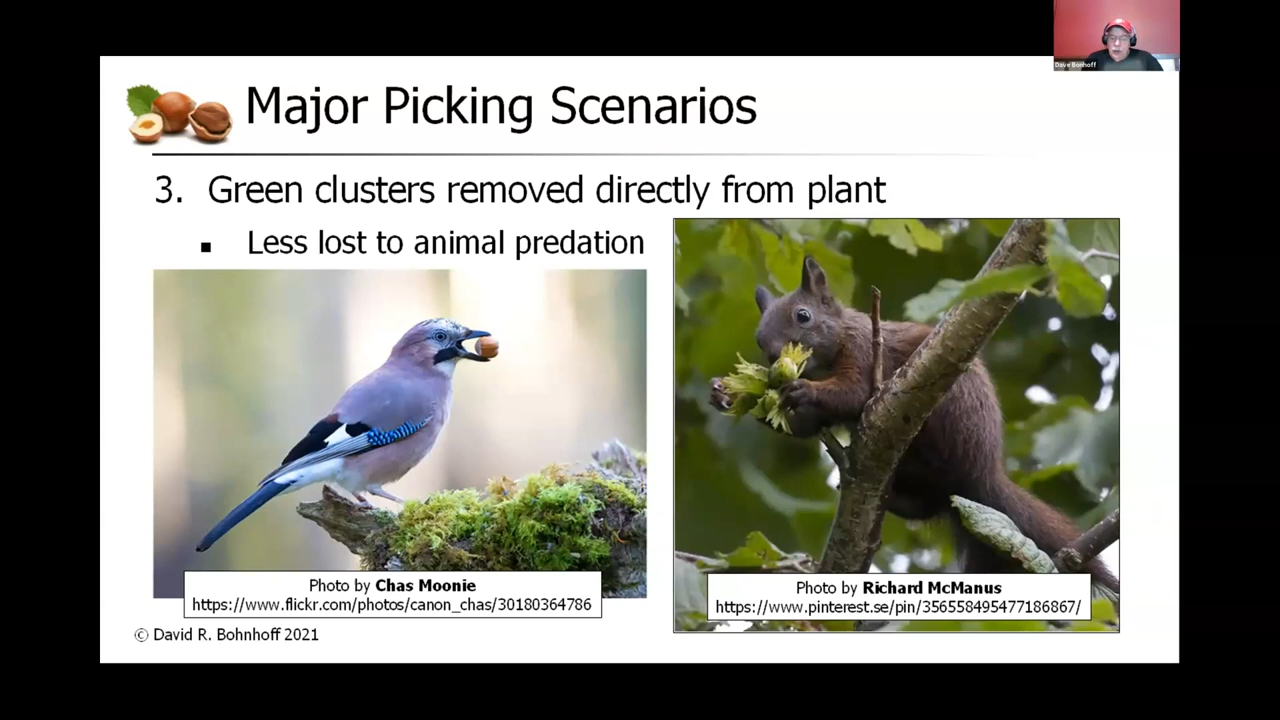 Dave Bonhoff
Major Picking Scenarios
3. Green clusters removed directly from plant
▪ Less lost to animal predation
Photo by Chas Moonie
https://www.flickr.com/photos/canon_chas/30180364786
Photo by Richard McManus
https://www.pinterest.se/pin/356558495477186867/
© David R. Bohnhoff 2021